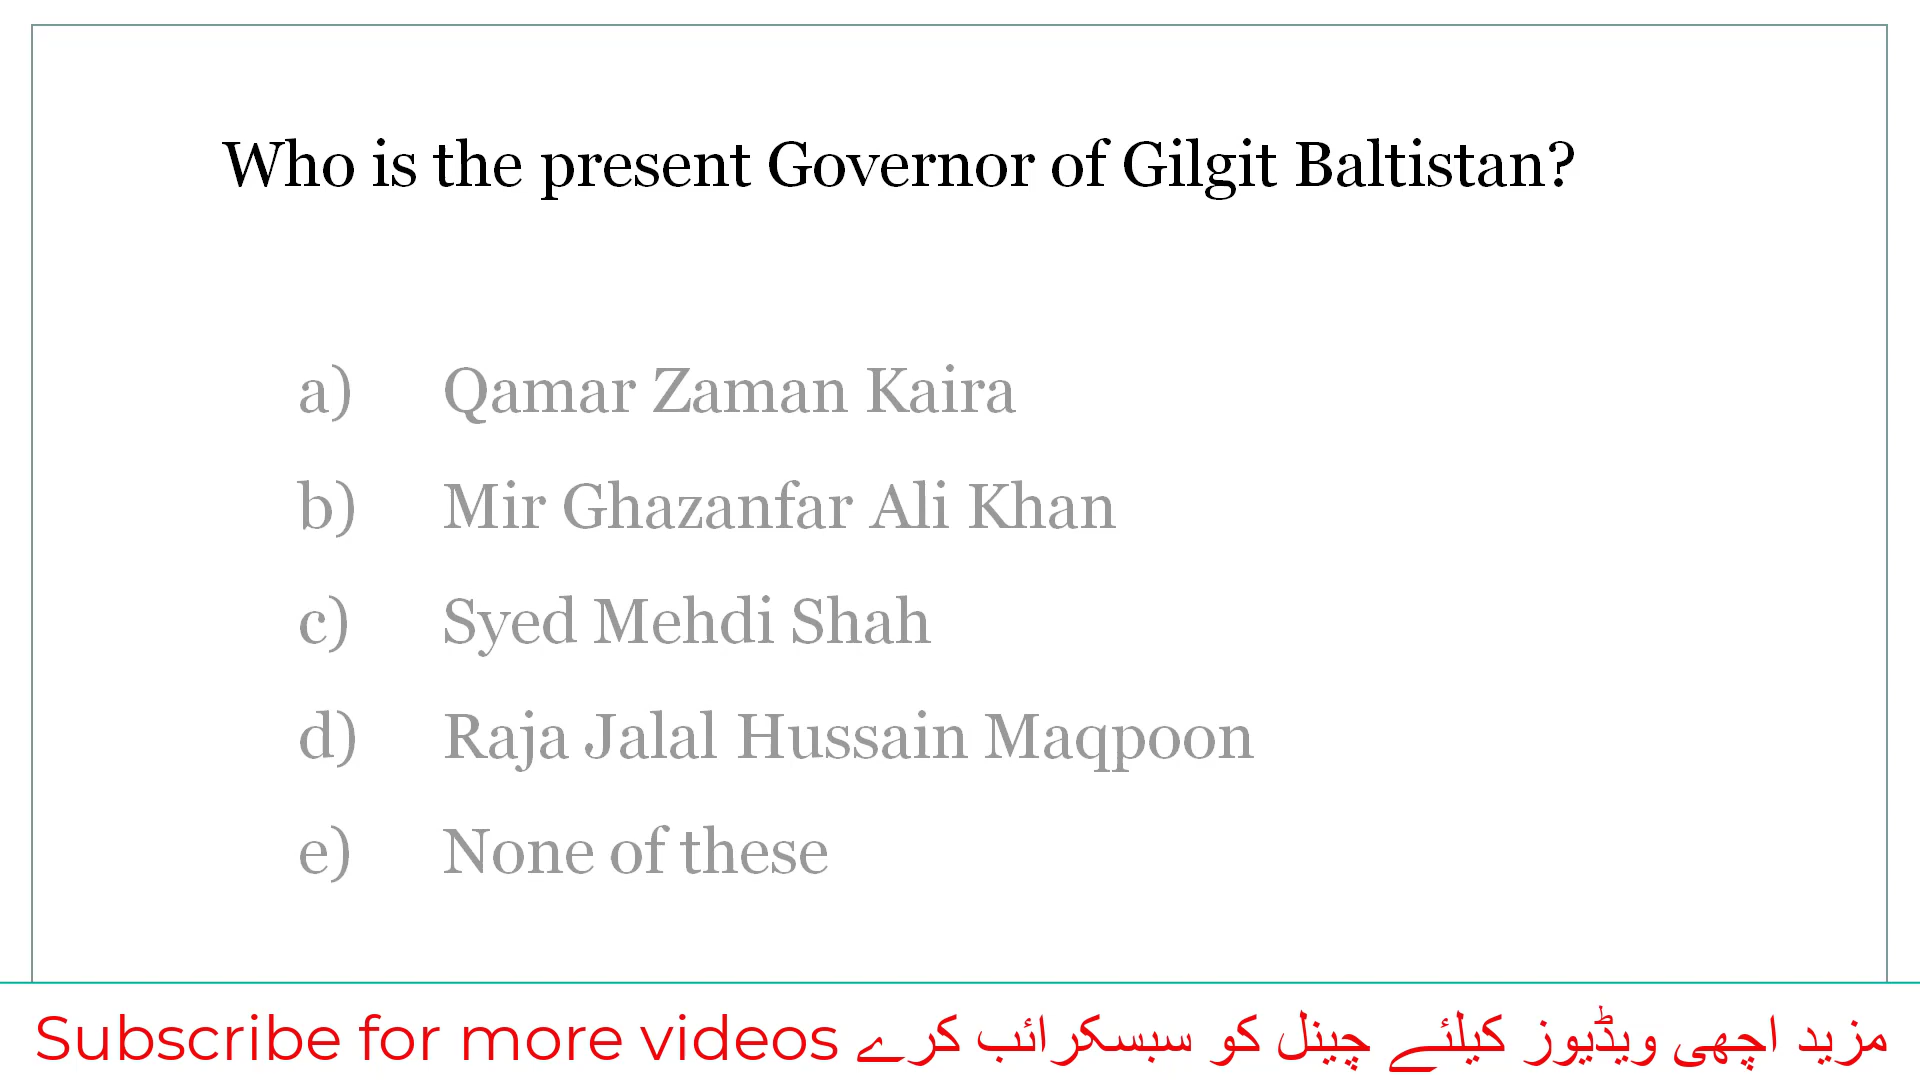 Who is the present Governor of Gilgit Baltistan?
a) Qamar Zaman Kaira
b) Mir Ghazanfar Ali Khan
c) Syed Mehdi Shah
d) Raja Jalal Hussain Maqpoon
e) None of these
Subscribe for more videos مزید اچھی ویڈیوز کیلئے چینل کو سبسکرائب کرے